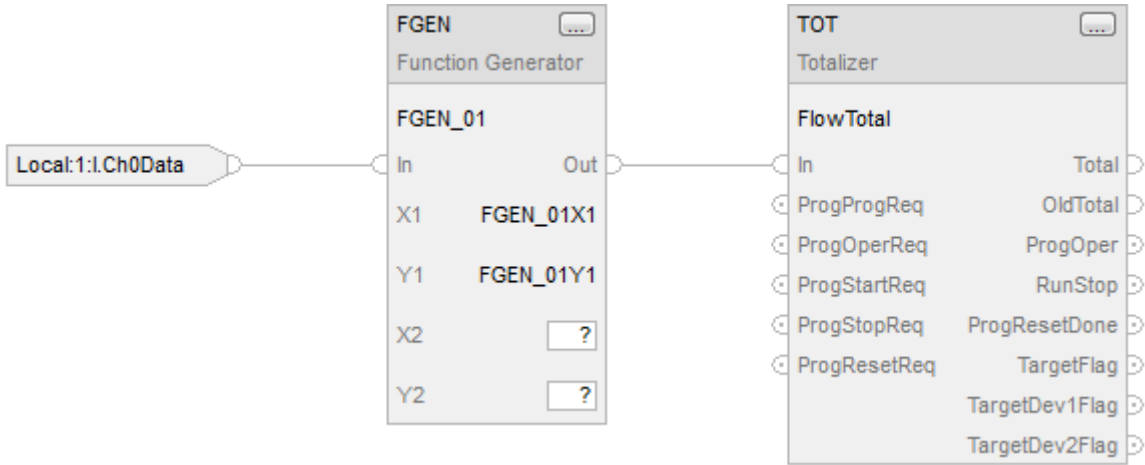 FGEN ...
Function Generator
FGEN_01
Local:1:I.Ch0Data
In Out
X1 FGEN_01X1
Y1 FGEN_01Y1
X2 ?
Y2 ?
TOT ...
Totalizer
FlowTotal
In Total
ProgProgReq OldTotal
ProgOperReq ProgOper
ProgStartReq RunStop
ProgStopReq ProgResetDone
ProgResetReq TargetFlag
TargetDev1Flag
TargetDev2Flag